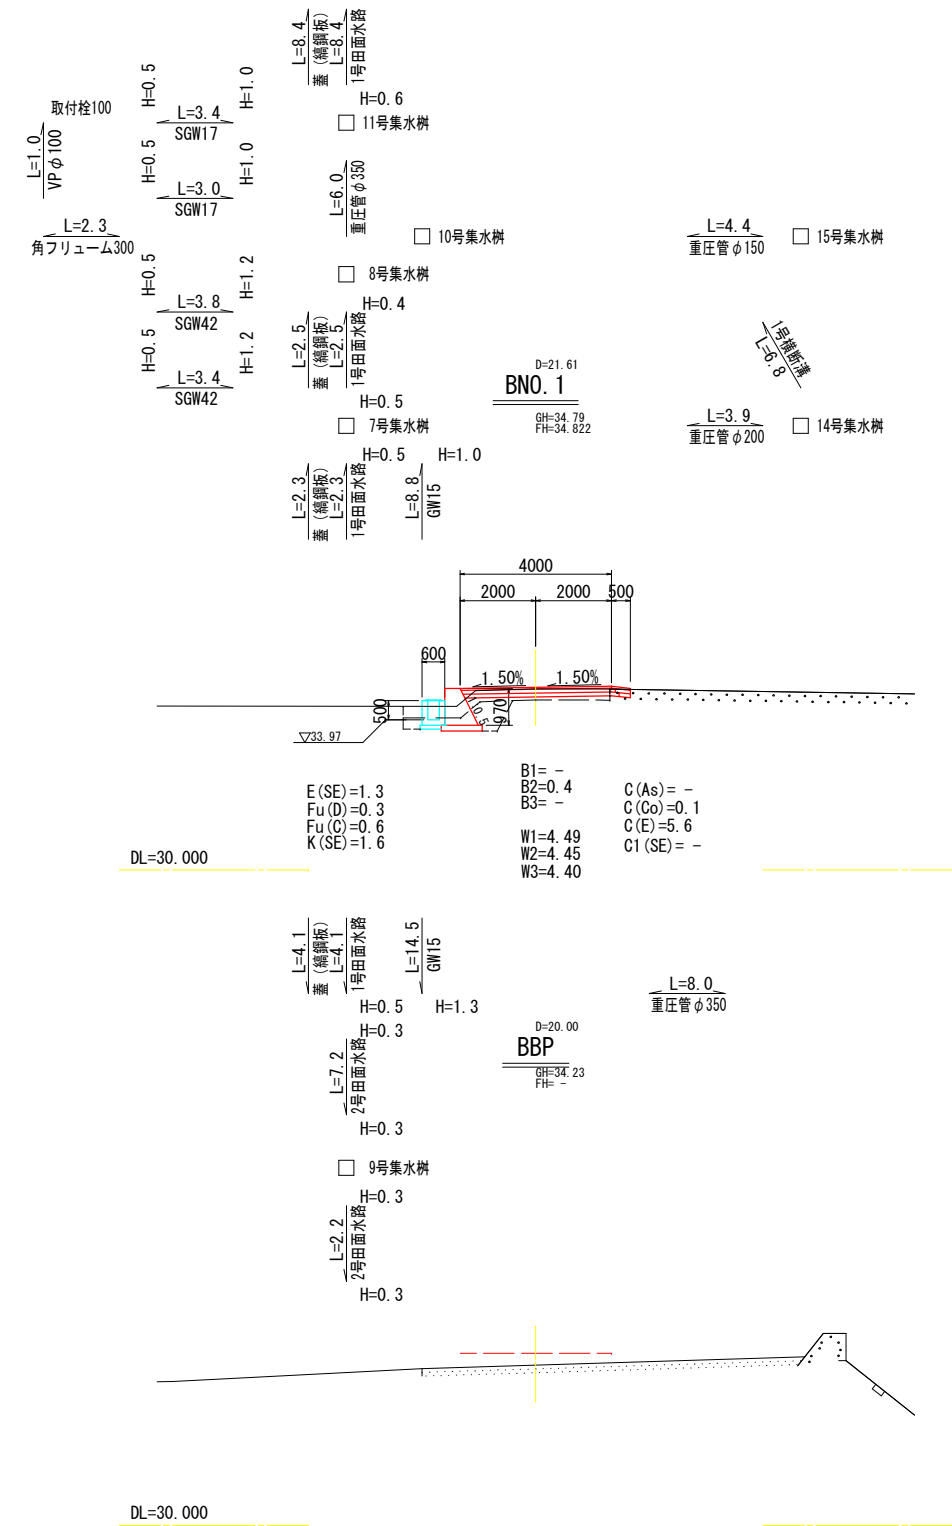 L=8.4
蓋（縞鋼板）
L=8.4
1号田面水路
H=0.6
11号集水桝
取付栓100
L=1.0
VPφ100
H=0.5
H=1.0
L=3.4
SGW17
H=0.5
H=1.0
L=3.0
SGW17
L=6.0
重圧管φ350
L=2.3
角フリューム300
10号集水桝
L=4.4
重圧管φ150
15号集水桝
H=0.5
H=1.2
L=3.8
SGW42
8号集水桝
H=0.4
H=0.5
H=1.2
L=3.4
SGW42
L=2.5
蓋（縞鋼板）
L=2.5
1号田面水路
H=0.5
1号横断溝
L=6.8
D=21.61
BNO.1
GH=34.79
FH=34.822
7号集水桝
L=3.9
重圧管φ200
14号集水桝
H=0.5
H=1.0
L=2.3
蓋（縞鋼板）
L=2.3
1号田面水路
L=8.8
GW15
4000
2000
2000
500
600
1.50%
1.50%
500
0.5
970
▽33.97
E(SE)=1.3
Fu(D)=0.3
Fu(C)=0.6
K(SE)=1.6
B1= -
B2=0.4
B3= -
W1=4.49
W2=4.45
W3=4.40
C(As)= -
C(Co)=0.1
C(E)=5.6
C1(SE)= -
DL=30.000
L=4.1
蓋（縞鋼板）
L=4.1
1号田面水路
L=14.5
GW15
H=0.5
H=1.3
L=8.0
重圧管φ350
H=0.3
L=7.2
2号田面水路
H=0.3
D=20.00
BBP
GH=34.23
FH= -
9号集水桝
H=0.3
L=2.2
2号田面水路
H=0.3
DL=30.000